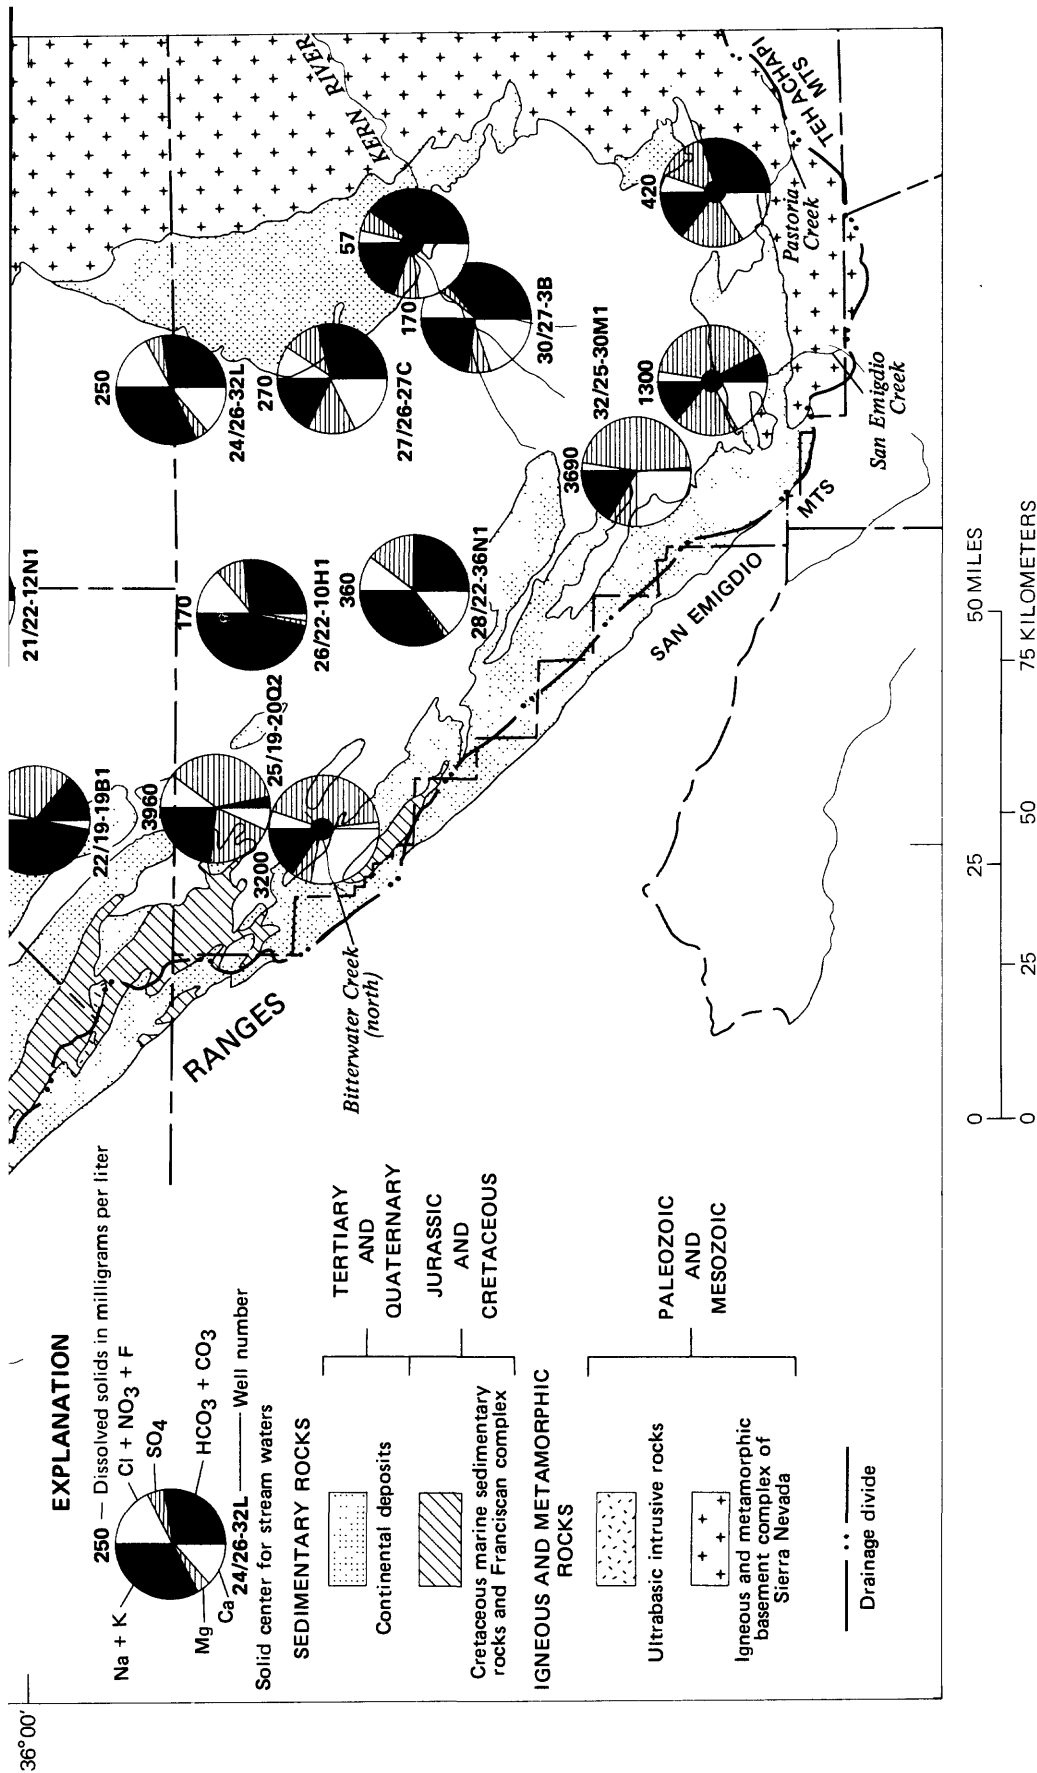 36°00'
EXPLANATION
250 — Dissolved solids in milligrams per liter
Na + K
Cl + NO3 + F
SO4
HCO3 + CO3
Mg
Ca
24/26-32L — Well number
Solid center for stream waters
SEDIMENTARY ROCKS
Continental deposits
TERTIARY
AND
QUATERNARY
Cretaceous marine sedimentary
rocks and Franciscan complex
JURASSIC
AND
CRETACEOUS
IGNEOUS AND METAMORPHIC
ROCKS
Ultrabasic intrusive rocks
Igneous and metamorphic
basement complex of
Sierra Nevada
PALEOZOIC
AND
MESOZOIC
Drainage divide
21/22-12N1
22/19-19B1
3960
25/19-20Q2
3200
Bitterwater Creek
(north)
RANGES
170
26/22-10H1
360
28/22-36N1
250
24/26-32L
270
27/26-27C
57
170
30/27-3B
KERN RIVER
3690
32/25-30M1
1300
420
Pastoria
Creek
San Emigdio
Creek
TEHACHAPI
MTS
SAN EMIGDIO MTS
0 25 50 MILES
0 25 50 75 KILOMETERS